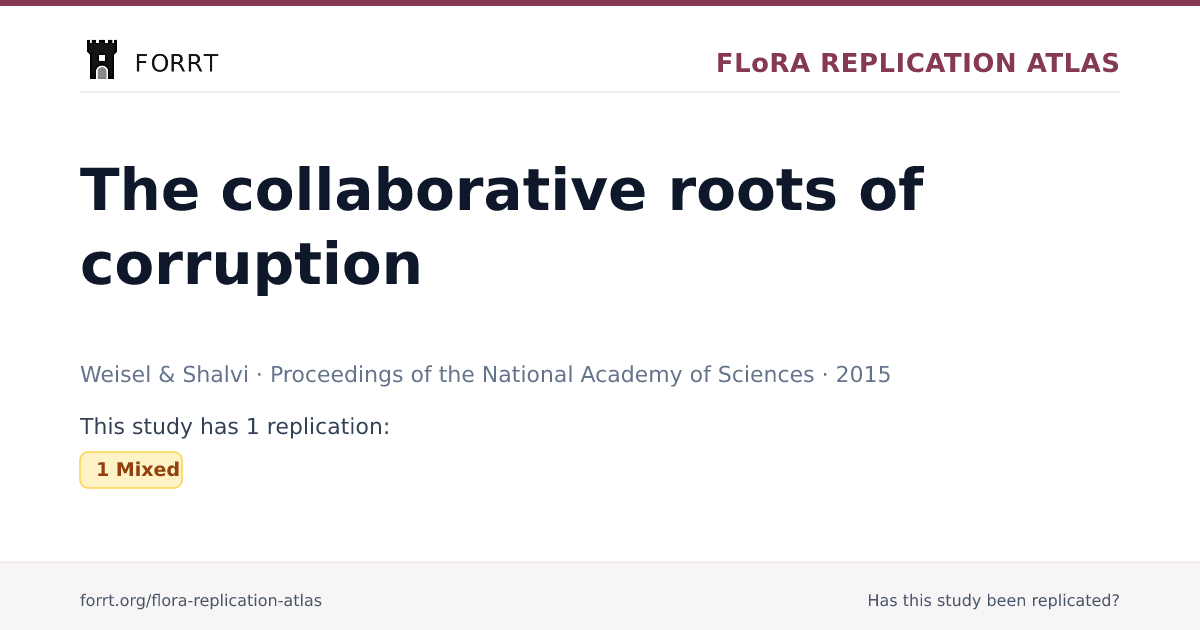 FORRT
FLoRA REPLICATION ATLAS
The collaborative roots of
corruption
Weisel & Shalvi · Proceedings of the National Academy of Sciences · 2015
This study has 1 replication:
1 Mixed
forrt.org/flora-replication-atlas
Has this study been replicated?